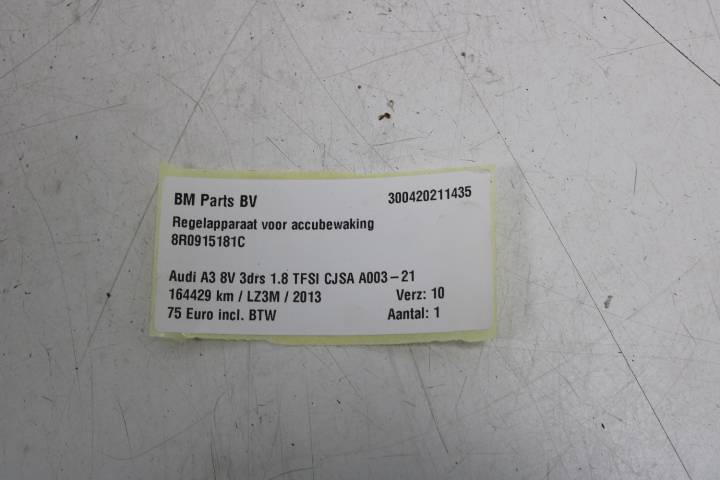 BM Parts BV 300420211435
Regelapparaat voor accubewaking
8R0915181C
Audi A3 8V 3drs 1.8 TFSI CJSA A003-21
164429 km / LZ3M / 2013 Verz: 10
75 Euro incl. BTW Aantal: 1